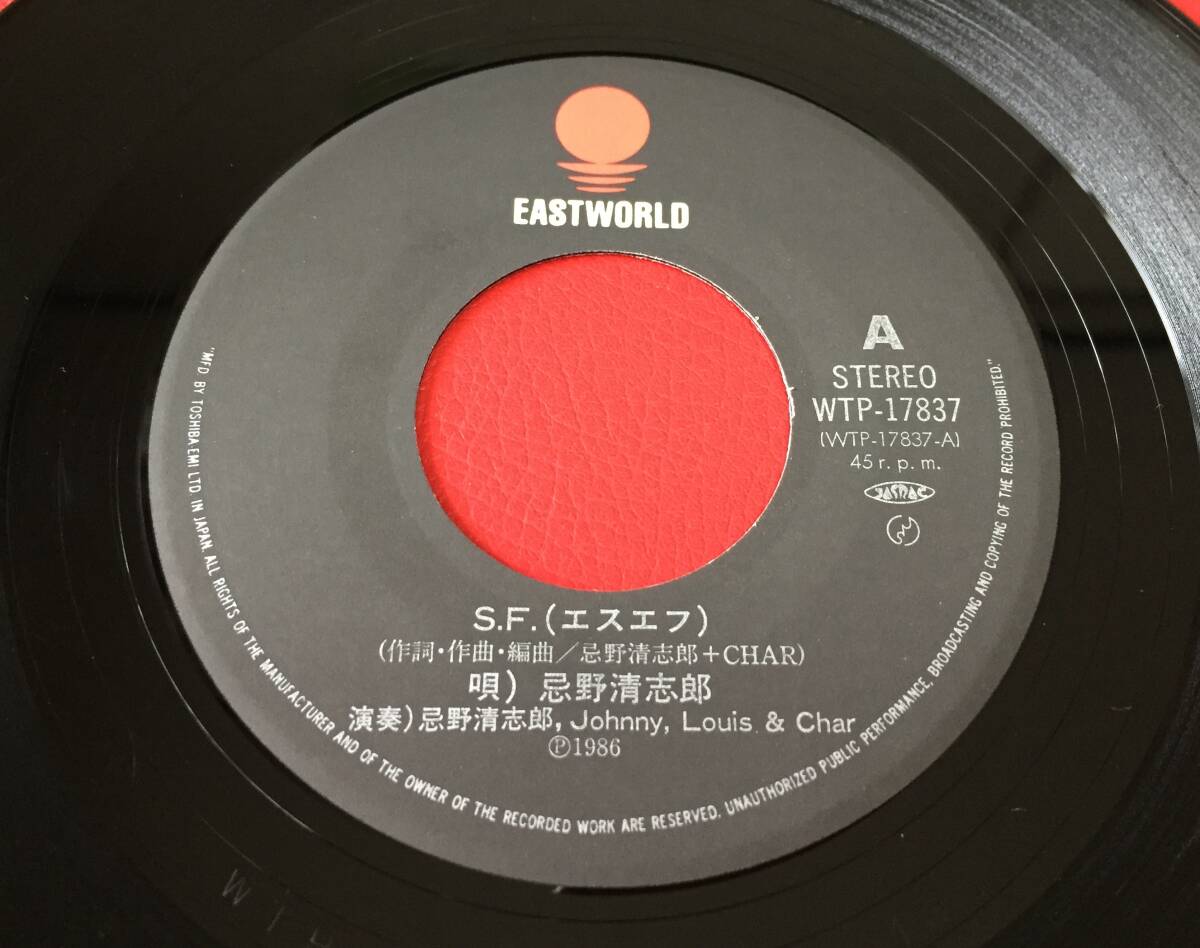 EASTWORLD
A
STEREO
WTP-17837
(WTP-17837-A)
45 r. p. m.
JASRAC
S.F.(エスエフ)
(作詞・作曲・編曲／忌野清志郎＋CHAR)
唄) 忌野清志郎
演奏)忌野清志郎, Johnny, Louis & Char
Ⓟ1986
"MFD BY TOSHIBA-EMI LTD. IN JAPAN. ALL RIGHTS OF THE MANUFACTURER AND OF THE OWNER OF THE RECORDED WORK ARE RESERVED. UNAUTHORIZED PUBLIC PERFORMANCE, BROADCASTING AND COPYING OF THE RECORD PROHIBITED."